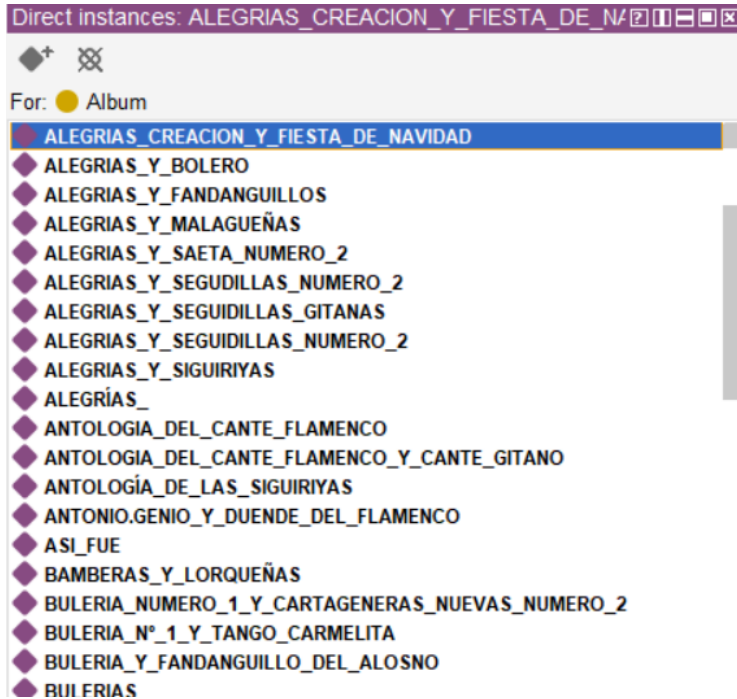 Direct instances: ALEGRIAS_CREACION_Y_FIESTA_DE_NA
For: Album
ALEGRIAS_CREACION_Y_FIESTA_DE_NAVIDAD
ALEGRIAS_Y_BOLERO
ALEGRIAS_Y_FANDANGUILLOS
ALEGRIAS_Y_MALAGUEÑAS
ALEGRIAS_Y_SAETA_NUMERO_2
ALEGRIAS_Y_SEGUDILLAS_NUMERO_2
ALEGRIAS_Y_SEGUIDILLAS_GITANAS
ALEGRIAS_Y_SEGUIDILLAS_NUMERO_2
ALEGRIAS_Y_SIGUIRIYAS
ALEGRÍAS_
ANTOLOGIA_DEL_CANTE_FLAMENCO
ANTOLOGIA_DEL_CANTE_FLAMENCO_Y_CANTE_GITANO
ANTOLOGÍA_DE_LAS_SIGUIRIYAS
ANTONIO.GENIO_Y_DUENDE_DEL_FLAMENCO
ASI_FUE
BAMBERAS_Y_LORQUEÑAS
BULERIA_NUMERO_1_Y_CARTAGENERAS_NUEVAS_NUMERO_2
BULERIA_Nº_1_Y_TANGO_CARMELITA
BULERIA_Y_FANDANGUILLO_DEL_ALOSNO
BULERIAS